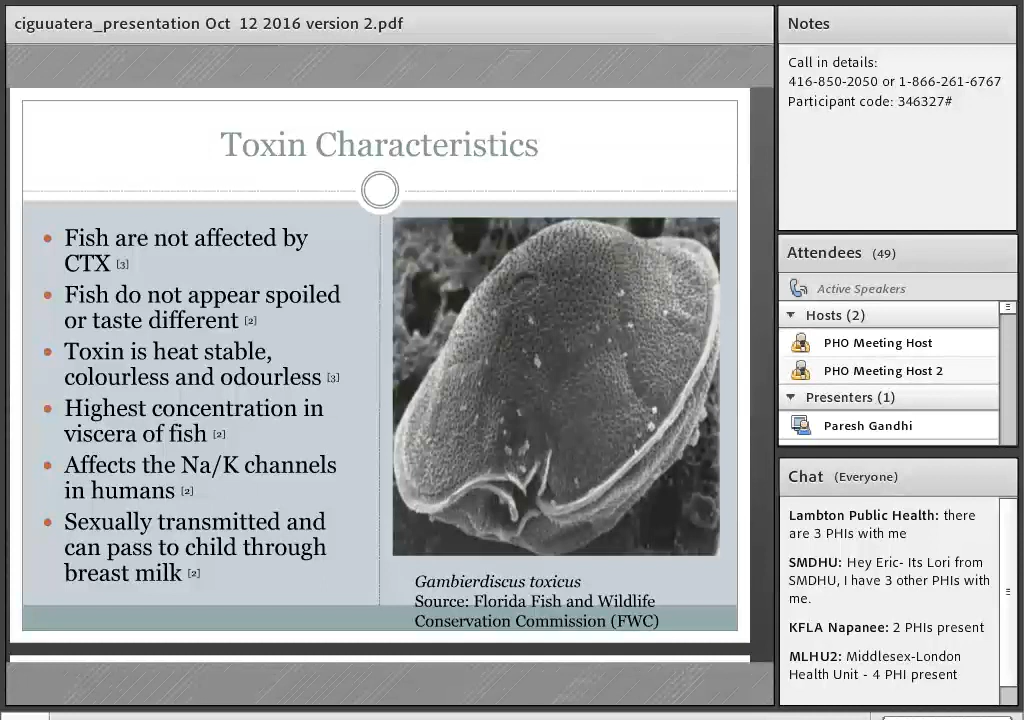 ciguuatera_presentation Oct 12 2016 version 2.pdf
Toxin Characteristics
• Fish are not affected by
CTX [3]
• Fish do not appear spoiled
or taste different [2]
• Toxin is heat stable,
colourless and odourless [3]
• Highest concentration in
viscera of fish [2]
• Affects the Na/K channels
in humans [2]
• Sexually transmitted and
can pass to child through
breast milk [2]
Gambierdiscus toxicus
Source: Florida Fish and Wildlife
Conservation Commission (FWC)
Notes
Call in details:
416-850-2050 or 1-866-261-6767
Participant code: 346327#
Attendees (49)
Active Speakers
Hosts (2)
PHO Meeting Host
PHO Meeting Host 2
Presenters (1)
Paresh Gandhi
Chat (Everyone)
Lambton Public Health: there
are 3 PHIs with me
SMDHU: Hey Eric- Its Lori from
SMDHU, I have 3 other PHIs with
me.
KFLA Napanee: 2 PHIs present
MLHU2: Middlesex-London
Health Unit - 4 PHI present